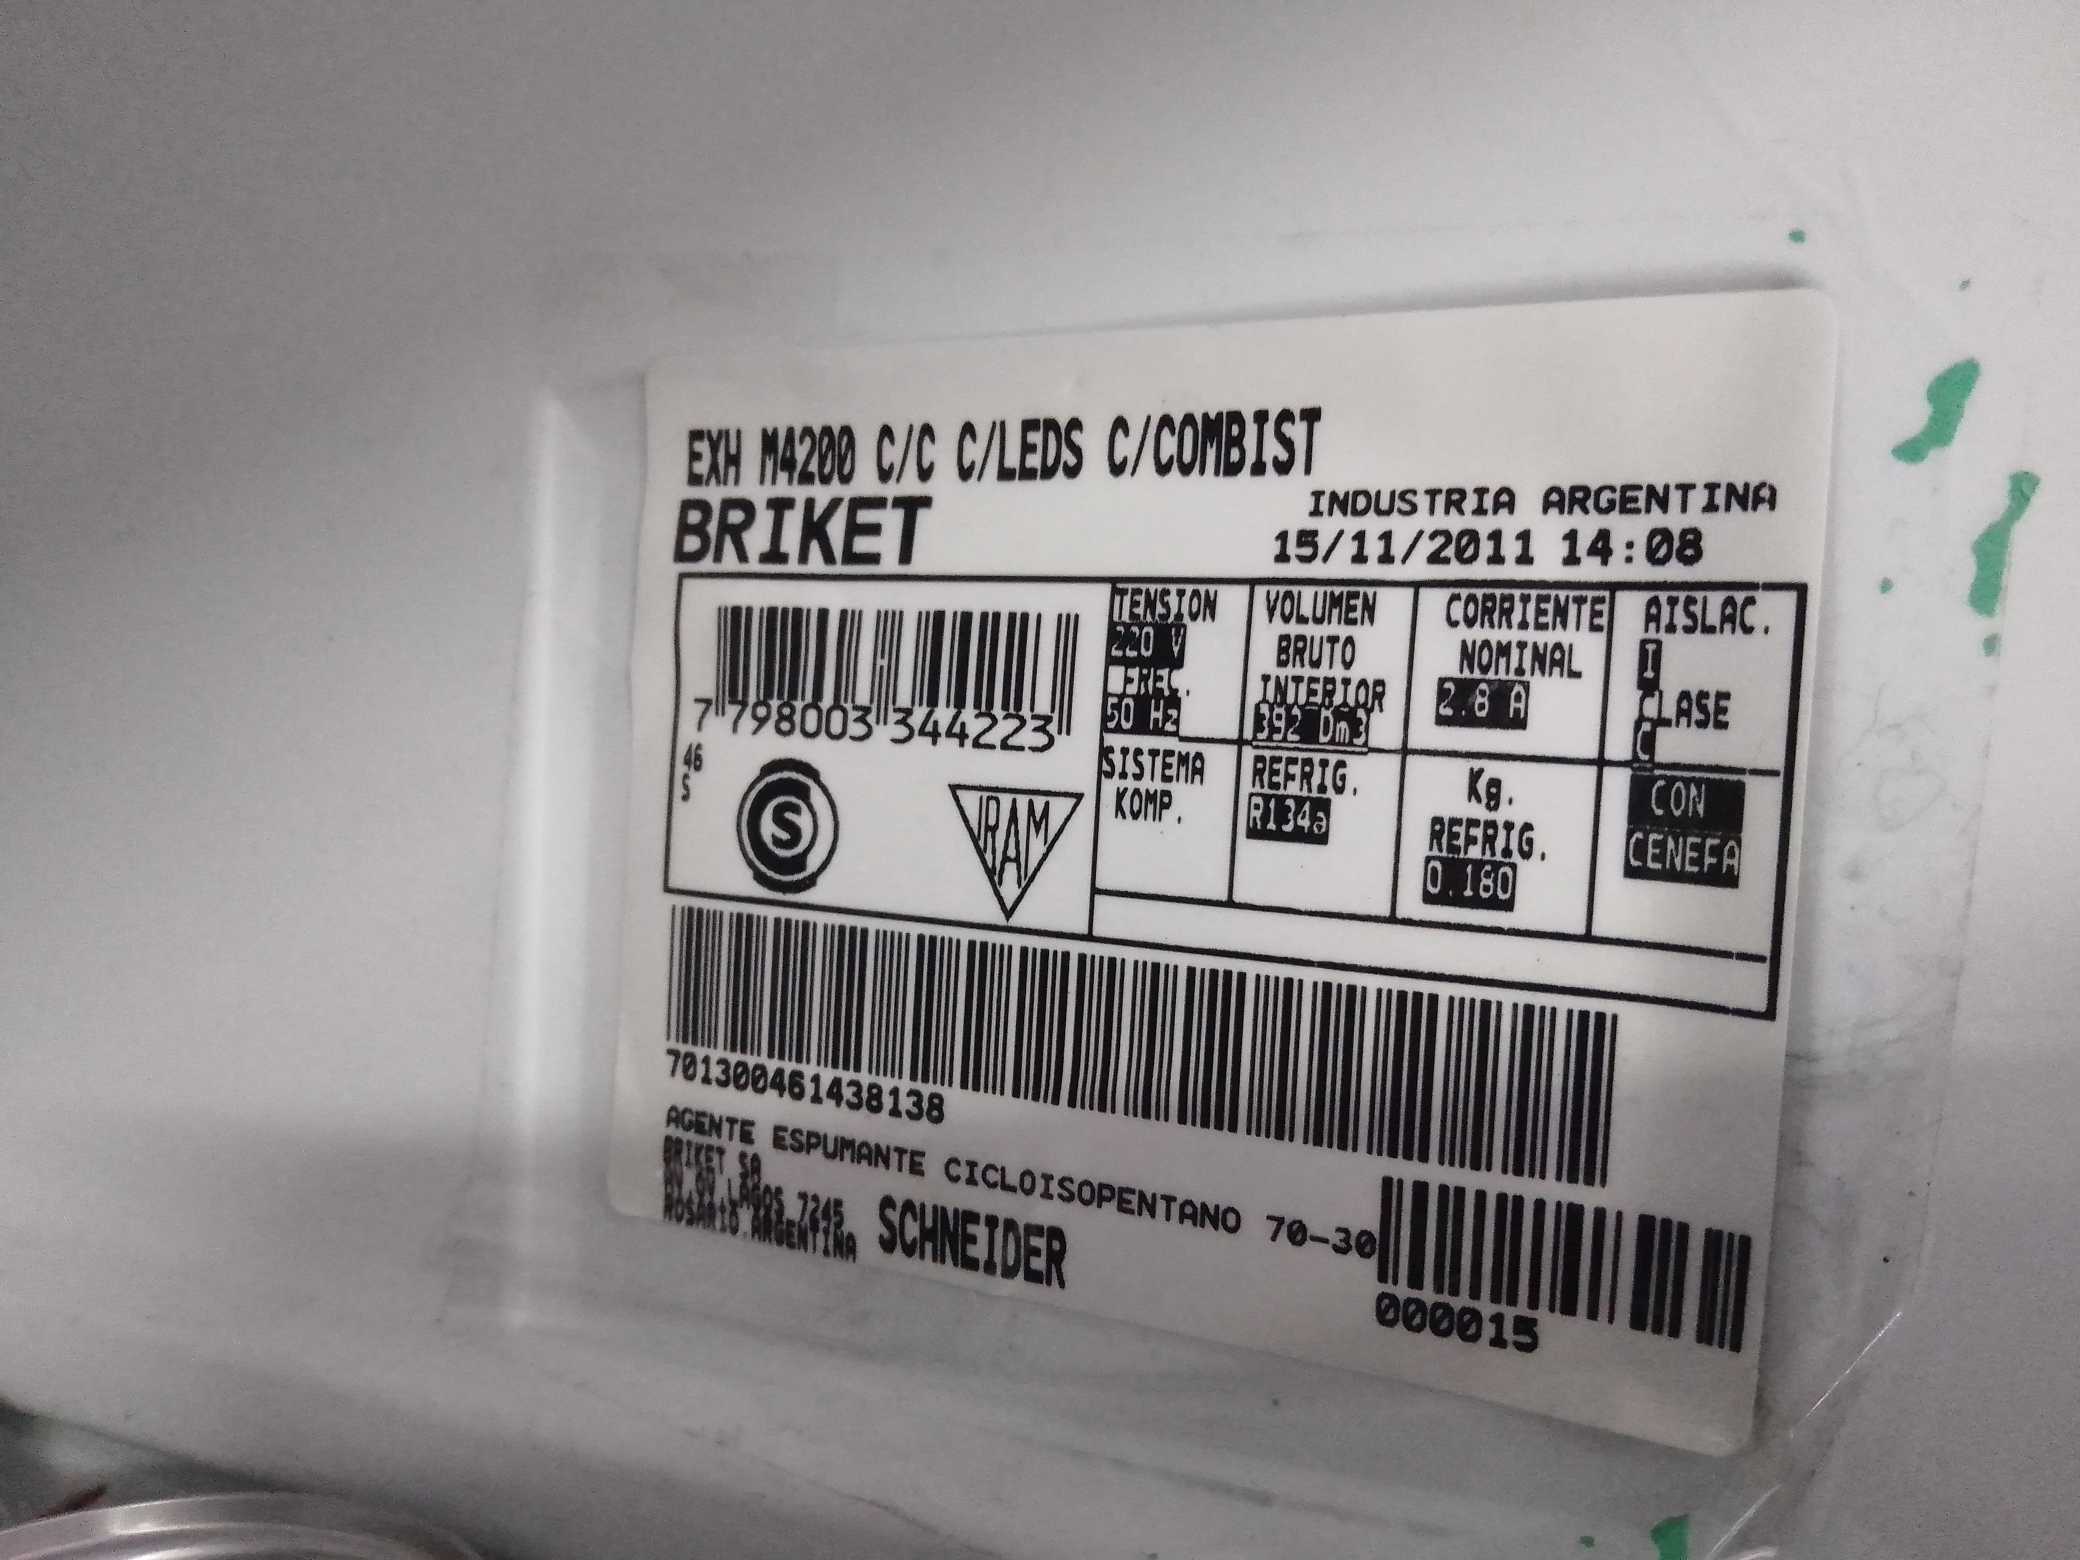 EXH M4200 C/C C/LEDS C/COMBIST
BRIKET
INDUSTRIA ARGENTINA
15/11/2011 14:08
7 798003 344223
46
S
S
IRAM
TENSION
220 V
FREC.
50 Hz
VOLUMEN
BRUTO
INTERIOR
392 Dm3
CORRIENTE
NOMINAL
2.8 A
AISLAC.
I
CLASE
C
SISTEMA
KOMP.
REFRIG.
R134a
Kg.
REFRIG.
0.180
CON
CENEFA
701300461438138
AGENTE ESPUMANTE CICLOISOPENTANO 70-30
BRIKET SA
LAGOS 7245
ROSARIO.ARGENTINA
SCHNEIDER
000015